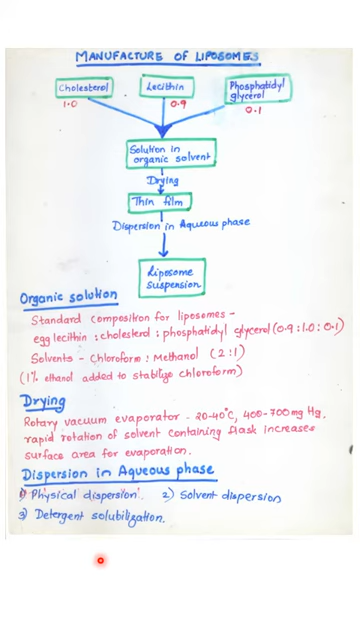 MANUFACTURE OF LIPOSOMES
Cholesterol Lecithin Phosphatidyl
glycerol
1.0 0.9 0.1
Solution in
organic solvent
Drying
Thin film
Dispersion in Aqueous phase
Liposome
suspension
Organic solution
Standard composition for liposomes -
egg lecithin : cholesterol : phosphatidyl glycerol (0.9 : 1.0 : 0.1)
Solvents - Chloroform : Methanol (2:1)
(1% ethanol added to stablize chloroform)
Drying
Rotary vacuum evaporator - 20-40°C, 400-700 mg Hg.
rapid rotation of solvent containing flask increases
surface area for evaporation.
Dispersion in Aqueous phase
1) Physical dispersion. 2) Solvent dispersion
3) Detergent solubilization.